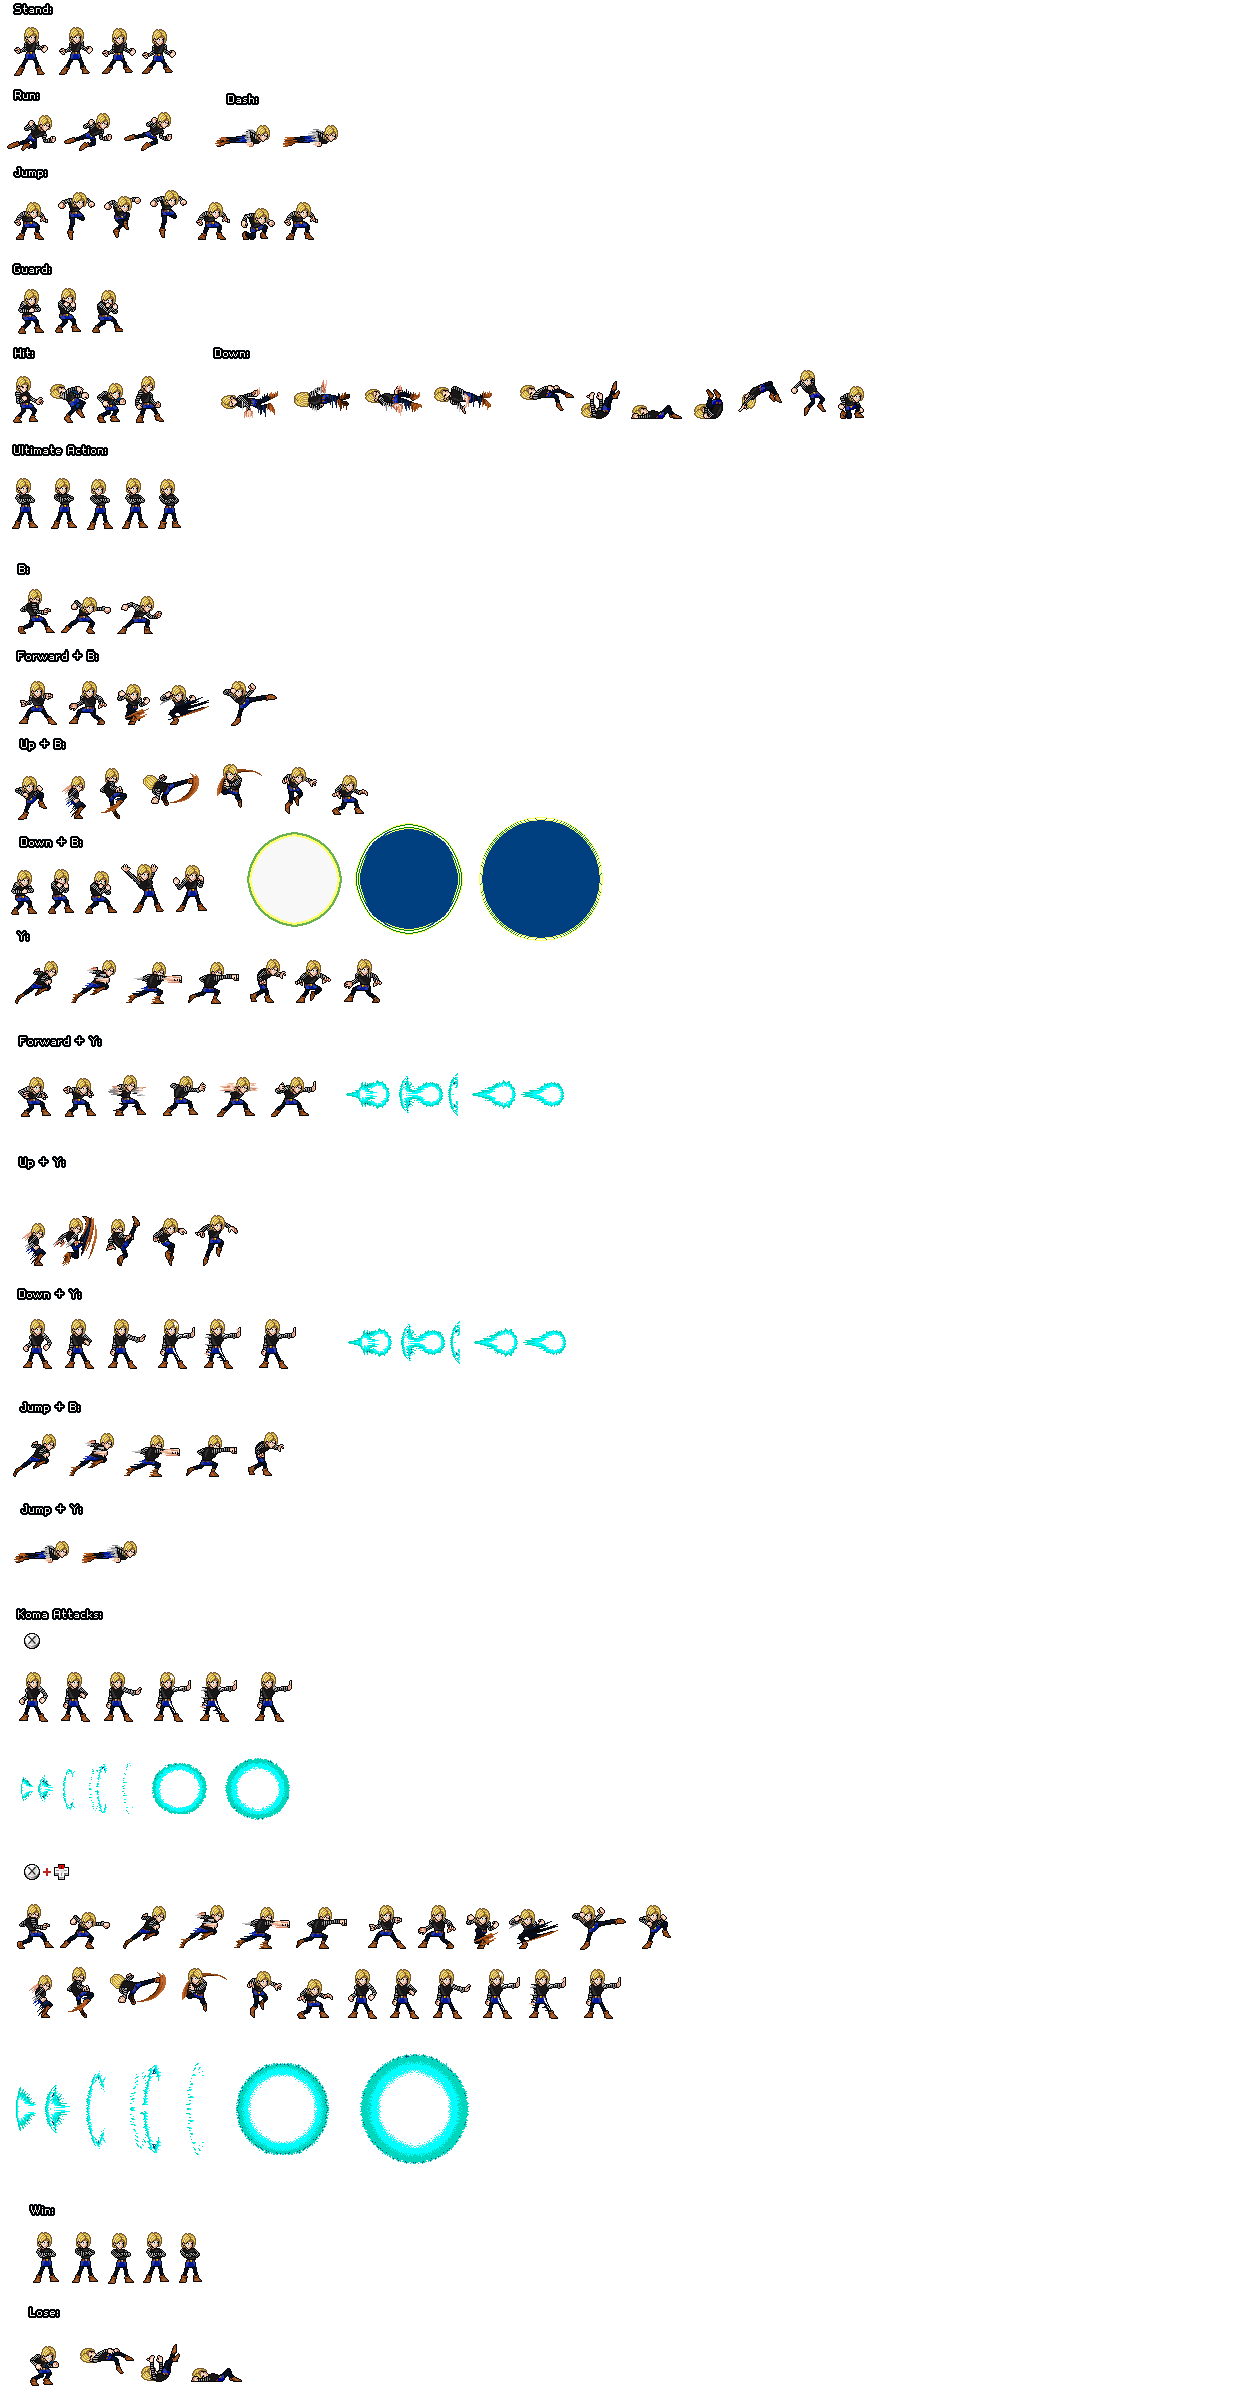 Stand:
Run:
Dash:
Jump:
Guard:
Hit:
Down:
Ultimate Action:
B:
Forward + B:
Up + B:
Down + B:
Y:
Forward + Y:
Up + Y:
Down + Y:
Jump + B:
Jump + Y:
Koma Attacks:
X
X +
Win:
Lose: